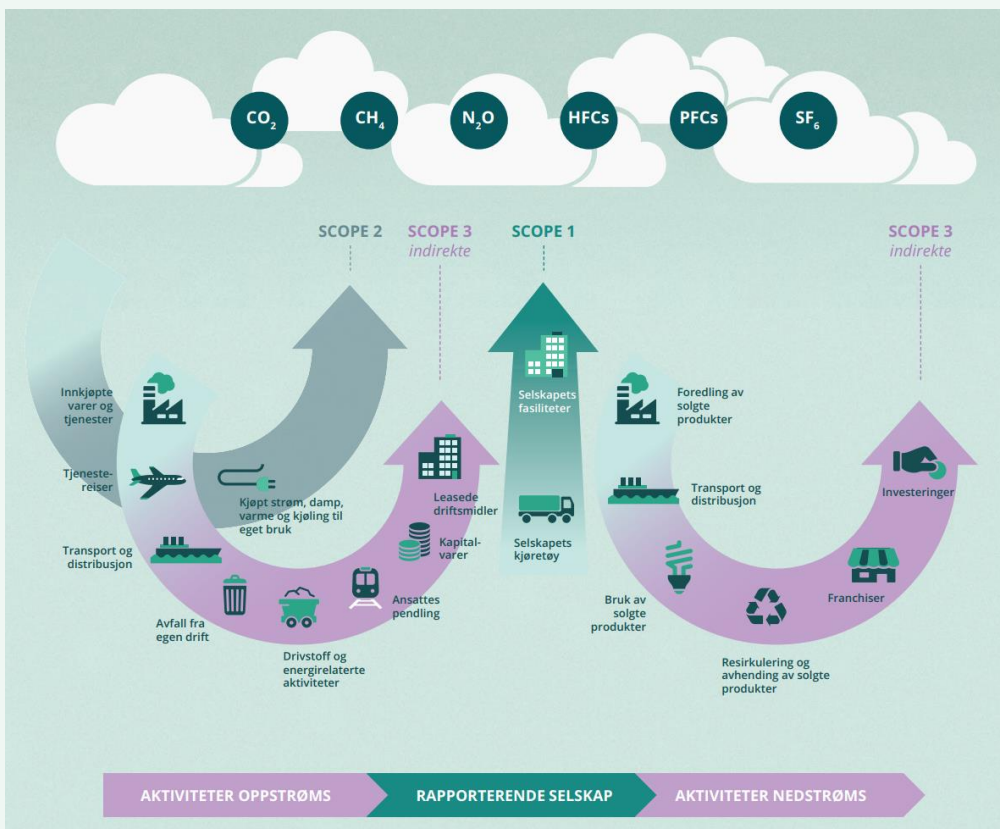 CO₂
CH₄
N₂O
HFCs
PFCs
SF₆
SCOPE 2
SCOPE 3
indirekte
SCOPE 1
SCOPE 3
indirekte
Innkjøpte
varer og
tjenester
Tjeneste-
reiser
Transport og
distribusjon
Avfall fra
egen drift
Drivstoff og
energirelaterte
aktiviteter
Ansattes
pendling
Kapital-
varer
Leasede
driftsmidler
Kjøpt strøm, damp,
varme og kjøling til
eget bruk
Selskapets
fasiliteter
Selskapets
kjøretøy
Foredling av
solgte
produkter
Transport og
distribusjon
Bruk av
solgte
produkter
Resirkulering og
avhending av solgte
produkter
Franchiser
Investeringer
AKTIVITETER OPPSTRØMS
RAPPORTERENDE SELSKAP
AKTIVITETER NEDSTRØMS